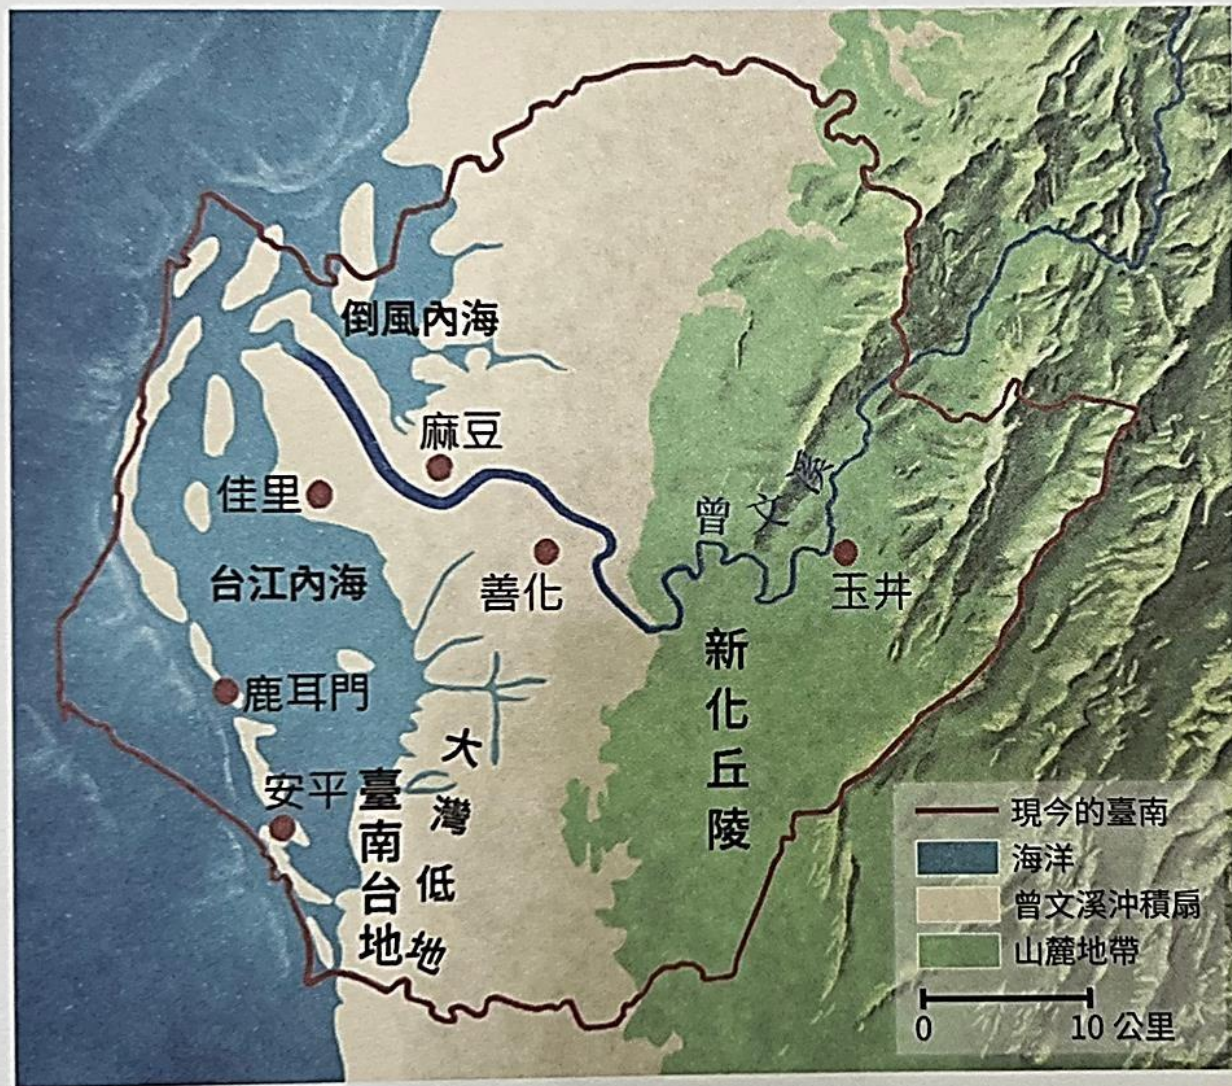 倒風內海
麻豆
佳里
曾文溪
善化
玉井
台江內海
新化丘陵
鹿耳門
大灣低地
安平
臺南台地
現今的臺南
海洋
曾文溪沖積扇
山麓地帶
0 10 公里